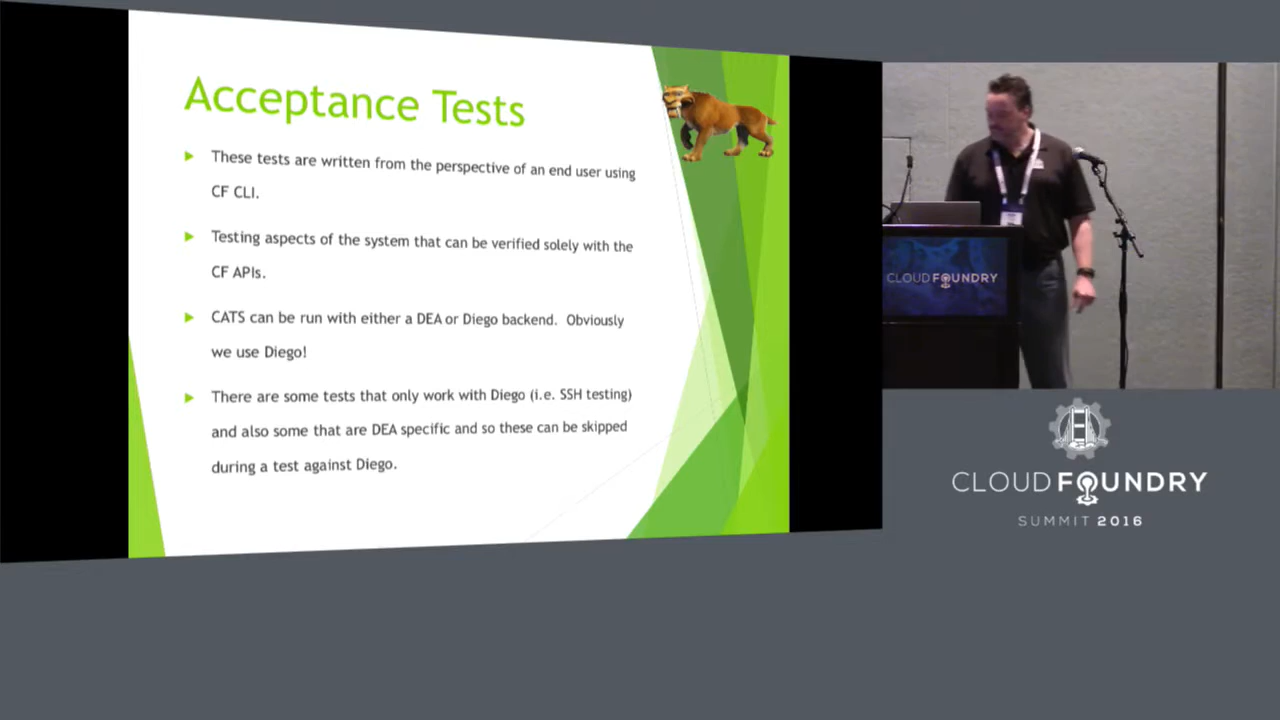 Acceptance Tests
These tests are written from the perspective of an end user using
CF CLI.
Testing aspects of the system that can be verified solely with the
CF APIs.
CATS can be run with either a DEA or Diego backend. Obviously
we use Diego!
There are some tests that only work with Diego (i.e. SSH testing)
and also some that are DEA specific and so these can be skipped
during a test against Diego.
CLOUD FOUNDRY
CLOUD FOUNDRY
SUMMIT 2016